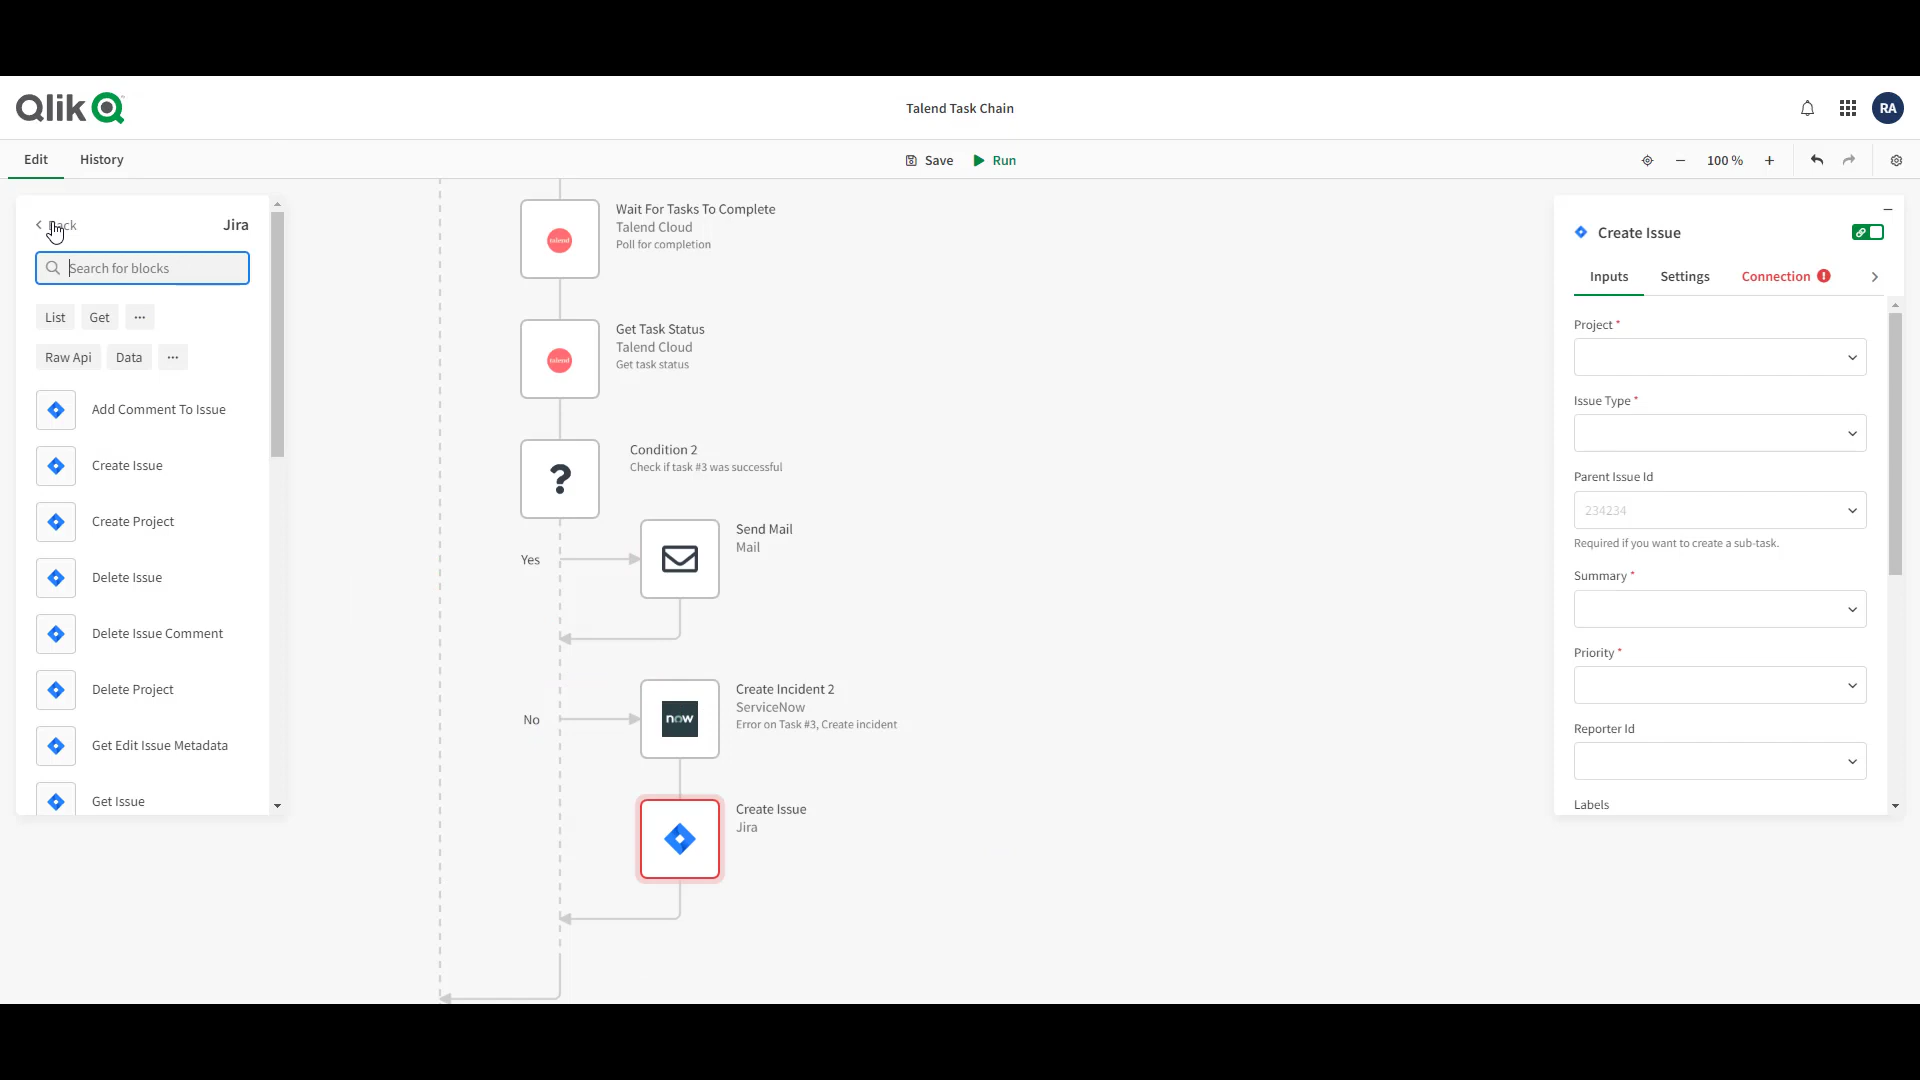 Qlik
Talend Task Chain
RA
Edit
History
Save
Run
100 %
Back
Jira
Search for blocks
List
Get
...
Raw Api
Data
...
Add Comment To Issue
Create Issue
Create Project
Delete Issue
Delete Issue Comment
Delete Project
Get Edit Issue Metadata
Get Issue
talend
Wait For Tasks To Complete
Talend Cloud
Poll for completion
talend
Get Task Status
Talend Cloud
Get task status
?
Condition 2
Check if task #3 was successful
Yes
Send Mail
Mail
No
now
Create Incident 2
ServiceNow
Error on Task #3, Create incident
Create Issue
Jira
Create Issue
Inputs
Settings
Connection !
Project *
Issue Type *
Parent Issue Id
234234
Required if you want to create a sub-task.
Summary *
Priority *
Reporter Id
Labels